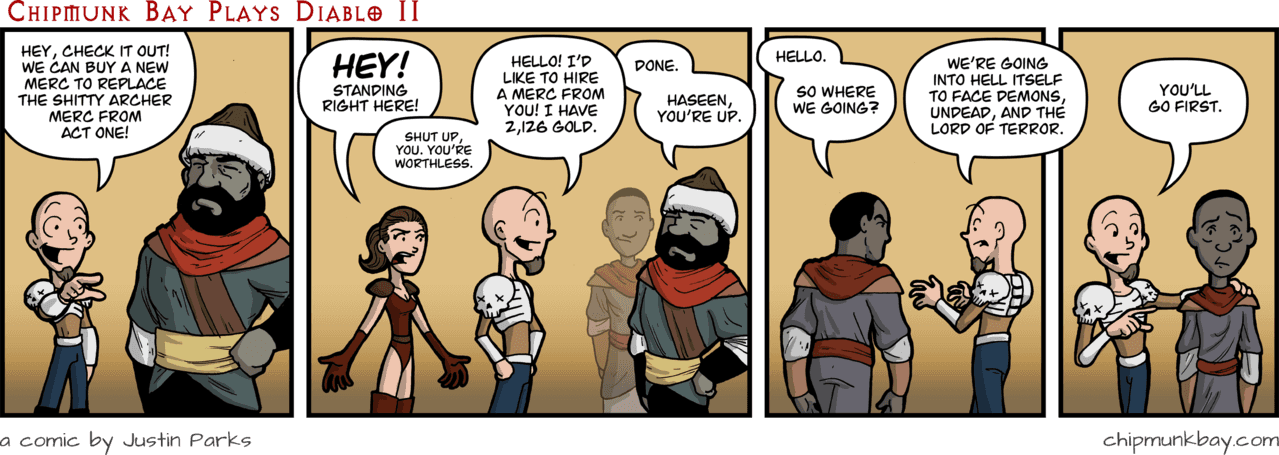 Chipmunk Bay Plays Diablo II
HEY, CHECK IT OUT!
WE CAN BUY A NEW
MERC TO REPLACE
THE SHITTY ARCHER
MERC FROM
ACT ONE!
HEY!
STANDING
RIGHT HERE!
SHUT UP,
YOU. YOU'RE
WORTHLESS.
HELLO! I'D
LIKE TO HIRE
A MERC FROM
YOU! I HAVE
2,126 GOLD.
DONE.
HASEEN,
YOU'RE UP.
HELLO.
SO WHERE
WE GOING?
WE'RE GOING
INTO HELL ITSELF
TO FACE DEMONS,
UNDEAD, AND THE
LORD OF TERROR.
YOU'LL
GO FIRST.
a comic by Justin Parks
chipmunkbay.com